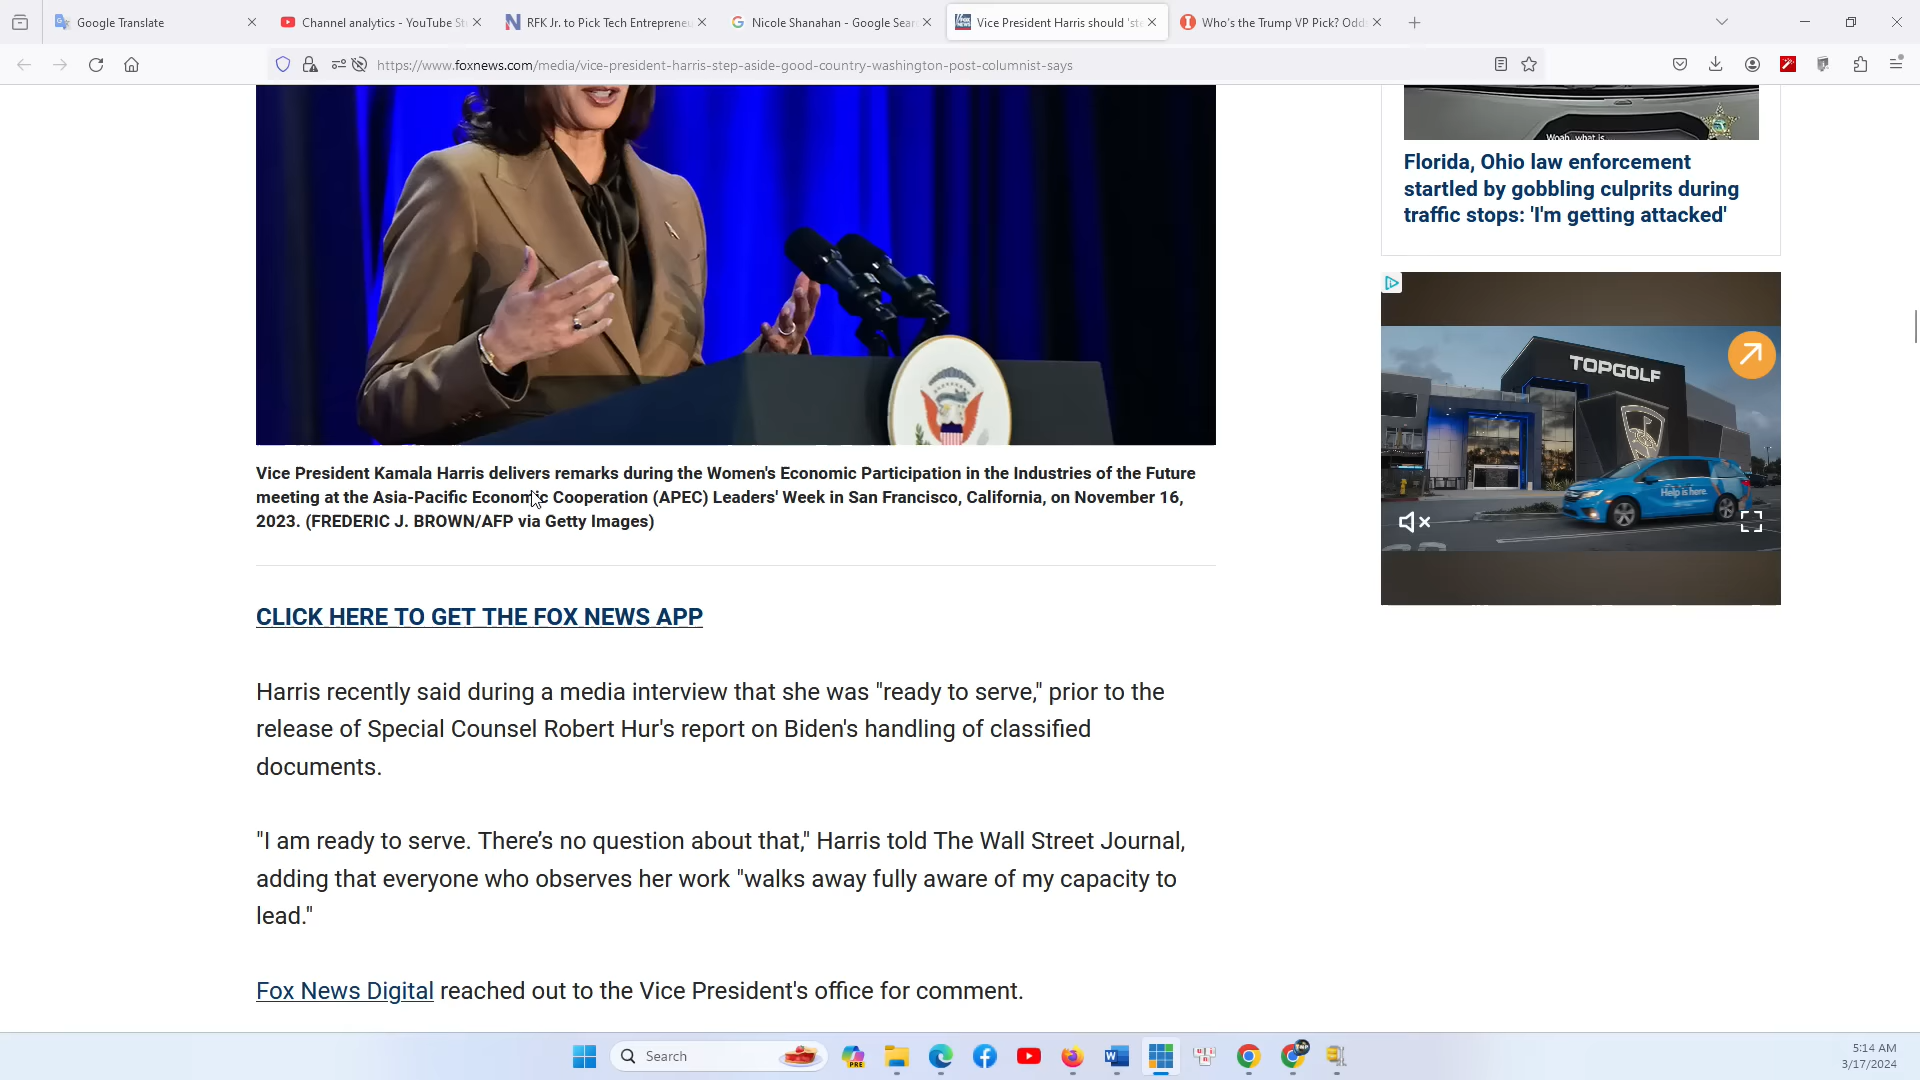 Google Translate
Channel analytics - YouTube St
RFK Jr. to Pick Tech Entrepreneu
Nicole Shanahan - Google Sear
Vice President Harris should 'ste
Who's the Trump VP Pick? Odd
https://www.foxnews.com/media/vice-president-harris-step-aside-good-country-washington-post-columnist-says
Woah, what is
Florida, Ohio law enforcement
startled by gobbling culprits during
traffic stops: 'I'm getting attacked'
TOPGOLF
Help is here.
Vice President Kamala Harris delivers remarks during the Women's Economic Participation in the Industries of the Future
meeting at the Asia-Pacific Economic Cooperation (APEC) Leaders' Week in San Francisco, California, on November 16,
2023. (FREDERIC J. BROWN/AFP via Getty Images)
CLICK HERE TO GET THE FOX NEWS APP
Harris recently said during a media interview that she was "ready to serve," prior to the
release of Special Counsel Robert Hur's report on Biden's handling of classified
documents.
"I am ready to serve. There’s no question about that," Harris told The Wall Street Journal,
adding that everyone who observes her work "walks away fully aware of my capacity to
lead."
Fox News Digital reached out to the Vice President's office for comment.
Search
PRE
5:14 AM
3/17/2024